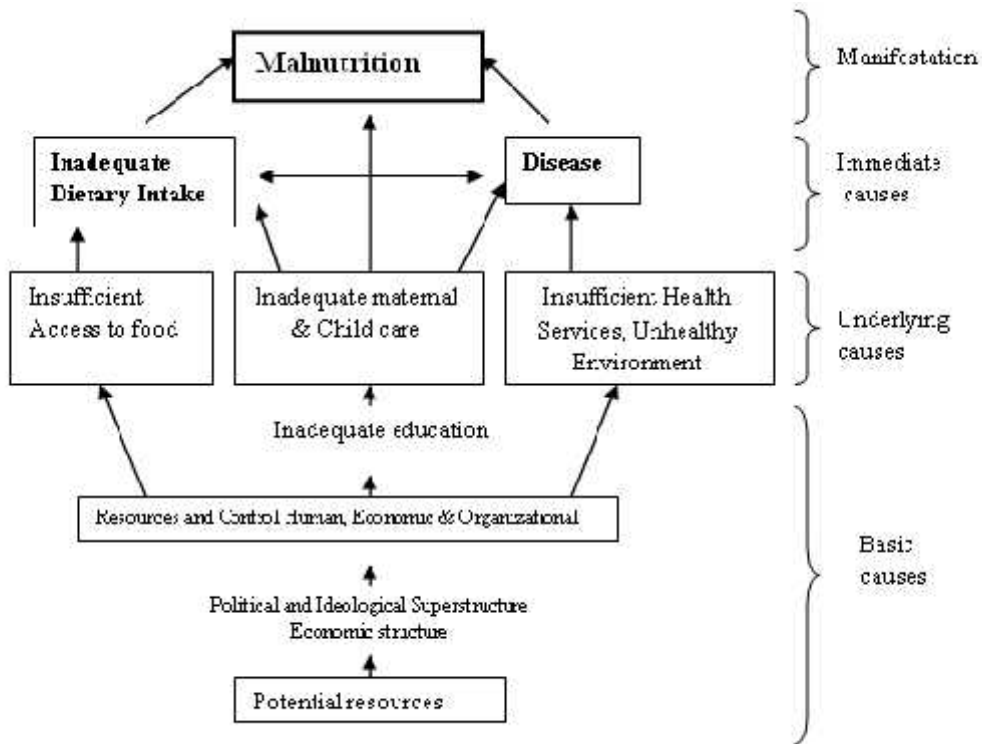 Malnutrition
Manifestation
Inadequate
Dietary Intake
Disease
Immediate
causes
Insufficient
Access to food
Inadequate maternal
& Child care
Insufficient Health
Services, Unhealthy
Environment
Underlying
causes
Inadequate education
Resources and Control Human, Economic & Organizational
Basic
causes
Political and Ideological Superstructure
Economic structure
Potential resources